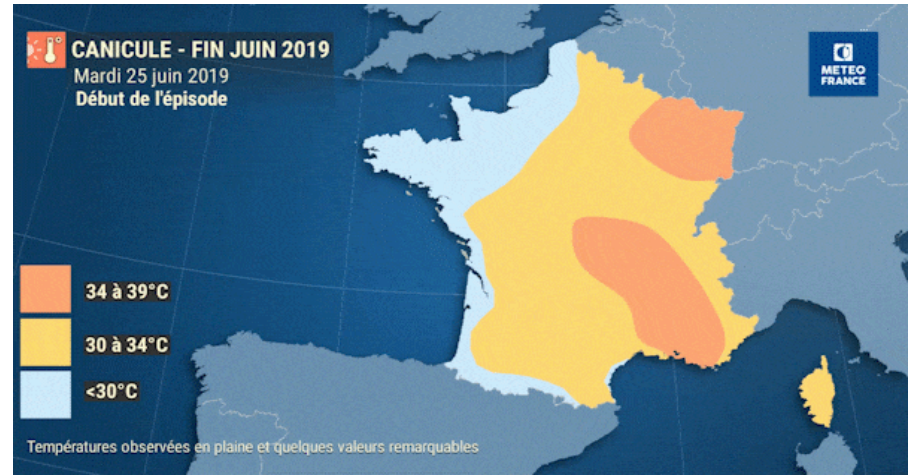 CANICULE - FIN JUIN 2019
Mardi 25 juin 2019
Début de l'épisode
METEO
FRANCE
34 à 39°C
30 à 34°C
<30°C
Températures observées en plaine et quelques valeurs remarquables